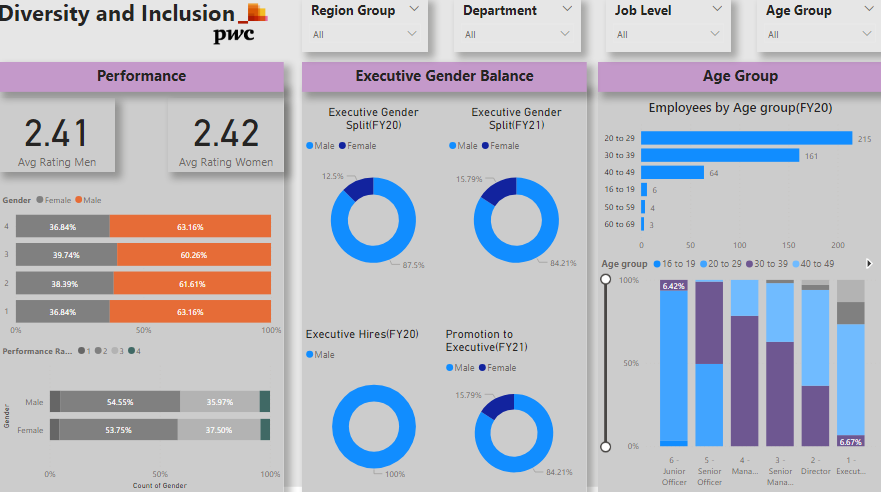 Diversity and Inclusion
pwc
Region Group
All
Department
All
Job Level
All
Age Group
All
Performance
2.41
Avg Rating Men
2.42
Avg Rating Women
Gender Female Male
4 36.84% 63.16%
3 39.74% 60.26%
2 38.39% 61.61%
1 36.84% 63.16%
0% 50% 100%
Performance Ra... 1 2 3 4
Gender
Male 54.55% 35.97%
Female 53.75% 37.50%
0% 50% 100%
Count of Gender
Executive Gender Balance
Executive Gender
Split(FY20)
Male Female
12.5%
87.5%
Executive Gender
Split(FY21)
Male Female
15.79%
84.21%
Executive Hires(FY20)
Male
100%
Promotion to
Executive(FY21)
Male Female
15.79%
84.21%
Age Group
Employees by Age group(FY20)
20 to 29 215
30 to 39 161
40 to 49 64
16 to 19 6
50 to 59 4
60 to 69 3
0 50 100 150 200
Age group 16 to 19 20 to 29 30 to 39 40 to 49
100%
50%
0%
6.42%
6.67%
6 -
Junior
Officer
5 -
Senior
Officer
4 -
Mana...
3 -
Senior
Mana...
2 -
Director
1 -
Execut...